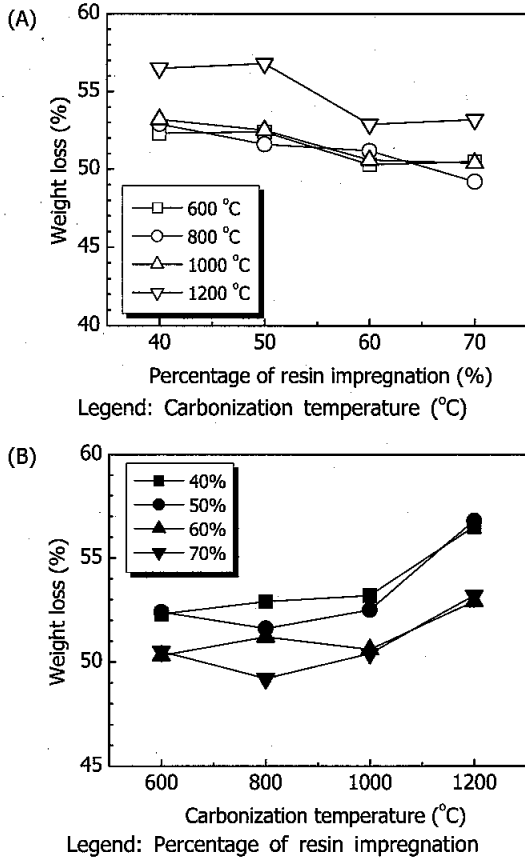 (A)
60
55
50
45
40
Weight loss (%)
600 °C
800 °C
1000 °C
1200 °C
40 50 60 70
Percentage of resin impregnation (%)
Legend: Carbonization temperature (°C)
(B)
60
55
50
45
Weight loss (%)
40%
50%
60%
70%
600 800 1000 1200
Carbonization temperature (°C)
Legend: Percentage of resin impregnation